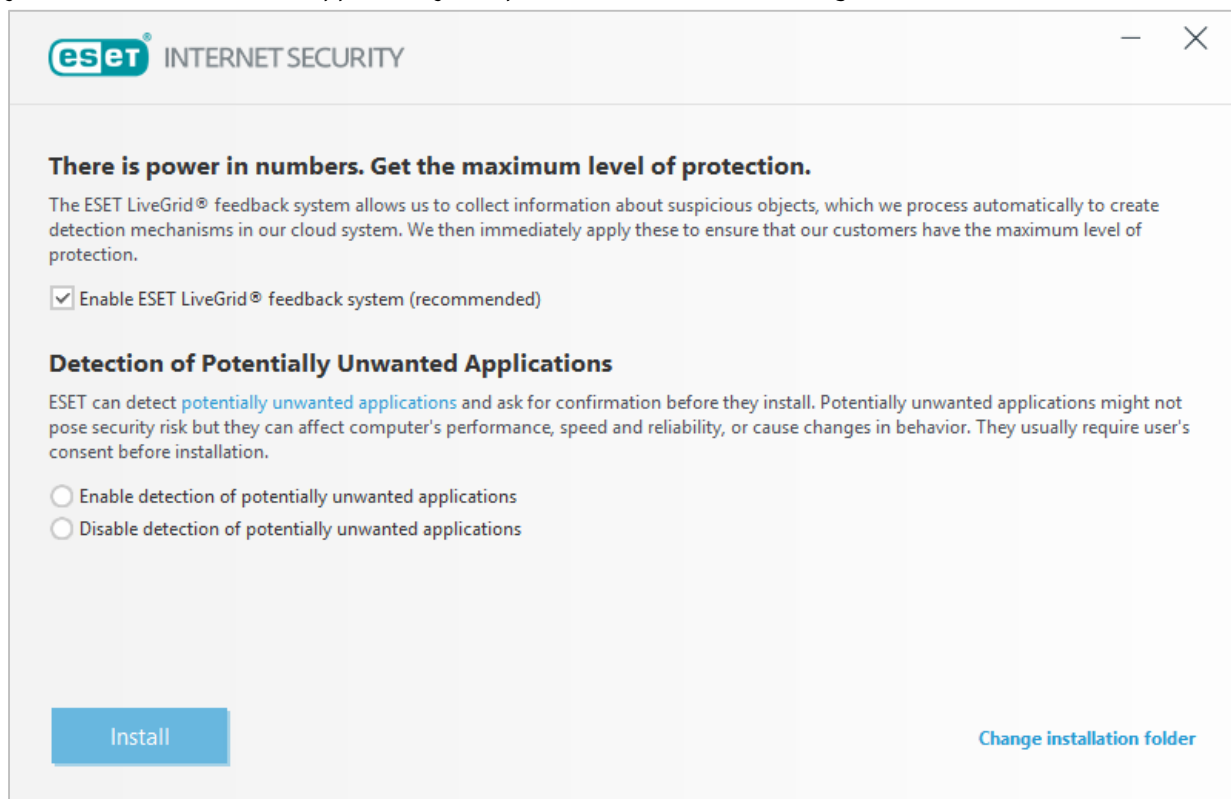 eset® INTERNET SECURITY
There is power in numbers. Get the maximum level of protection.
The ESET LiveGrid® feedback system allows us to collect information about suspicious objects, which we process automatically to create
detection mechanisms in our cloud system. We then immediately apply these to ensure that our customers have the maximum level of
protection.
Enable ESET LiveGrid® feedback system (recommended)
Detection of Potentially Unwanted Applications
ESET can detect potentially unwanted applications and ask for confirmation before they install. Potentially unwanted applications might not
pose security risk but they can affect computer's performance, speed and reliability, or cause changes in behavior. They usually require user's
consent before installation.
Enable detection of potentially unwanted applications
Disable detection of potentially unwanted applications
Install
Change installation folder